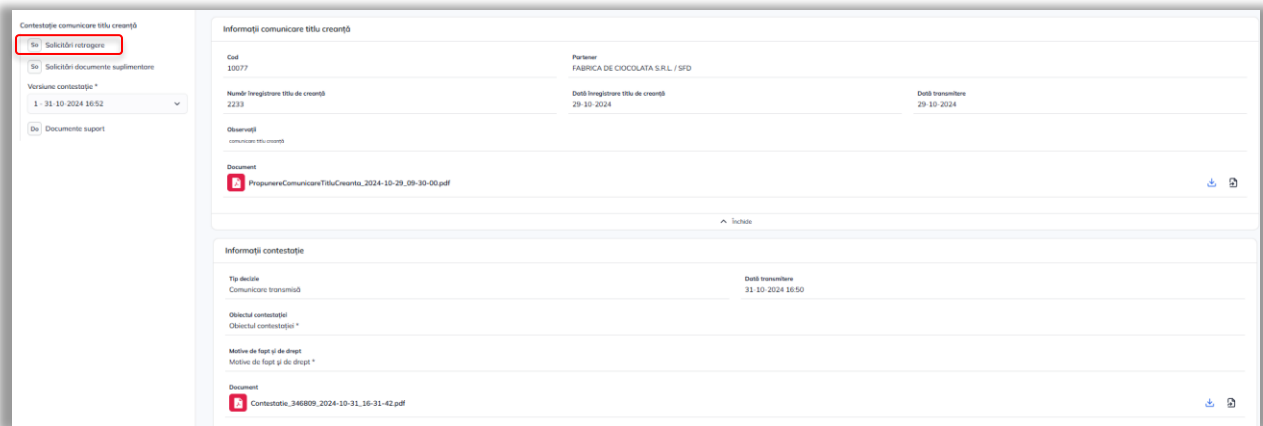 Contestație comunicare titlu creanță
So Solicitări retragere
So Solicitări documente suplimentare
Versiune contestație *
1 - 31-10-2024 16:52
Do Documente suport
Informații comunicare titlu creanță
Cod
10077
Partener
FABRICA DE CIOCOLATA S.R.L. / SFD
Număr înregistrare titlu de creanță
2233
Dată înregistrare titlu de creanță
29-10-2024
Dată transmitere
29-10-2024
Observații
comunicare titlu creanță
Document
PropunereComunicareTitluCreanta_2024-10-29_09-30-00.pdf
Închide
Informații contestație
Tip decizie
Comunicare transmisă
Dată transmitere
31-10-2024 16:50
Obiectul contestației
Obiectul contestației *
Motive de fapt și de drept
Motive de fapt și de drept *
Document
Contestatie_346809_2024-10-31_16-31-42.pdf